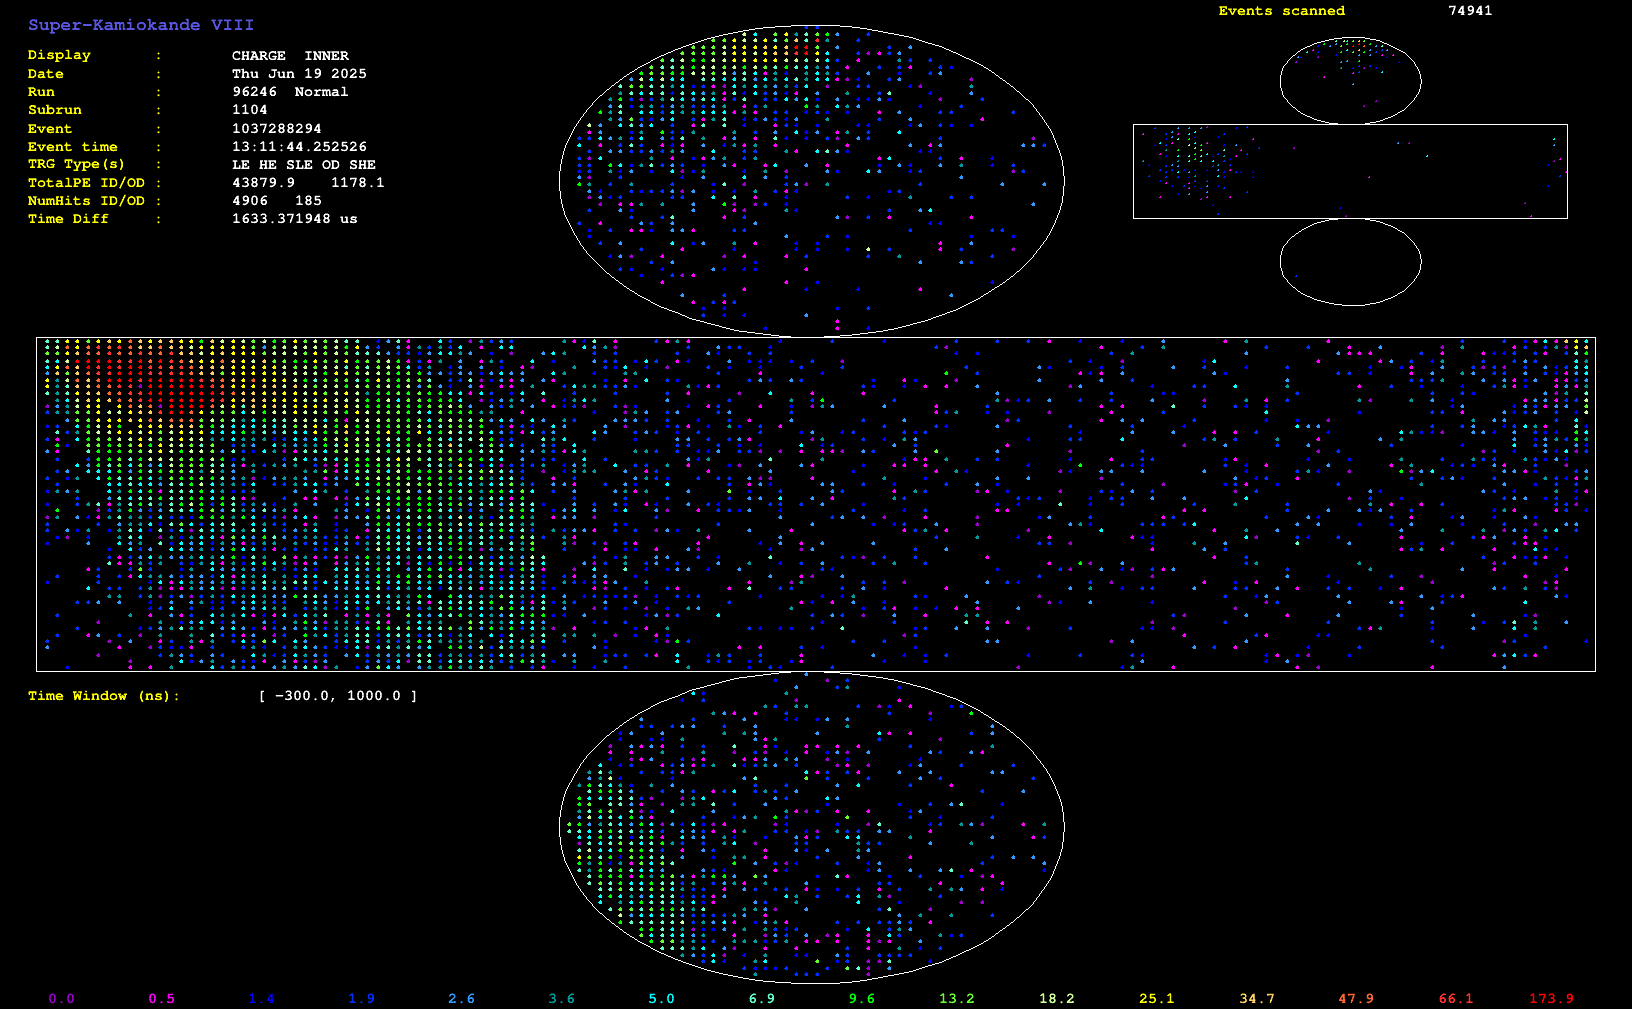 Super-Kamiokande VIII
Events scanned 74941
Display : CHARGE INNER
Date : Thu Jun 19 2025
Run : 96246 Normal
Subrun : 1104
Event : 1037288294
Event time : 13:11:44.252526
TRG Type(s) : LE HE SLE OD SHE
TotalPE ID/OD : 43879.9 1178.1
NumHits ID/OD : 4906 185
Time Diff : 1633.371948 us
Time Window (ns): [ -300.0, 1000.0 ]
0.0 0.5 1.4 1.9 2.6 3.6 5.0 6.9 9.6 13.2 18.2 25.1 34.7 47.9 66.1 173.9